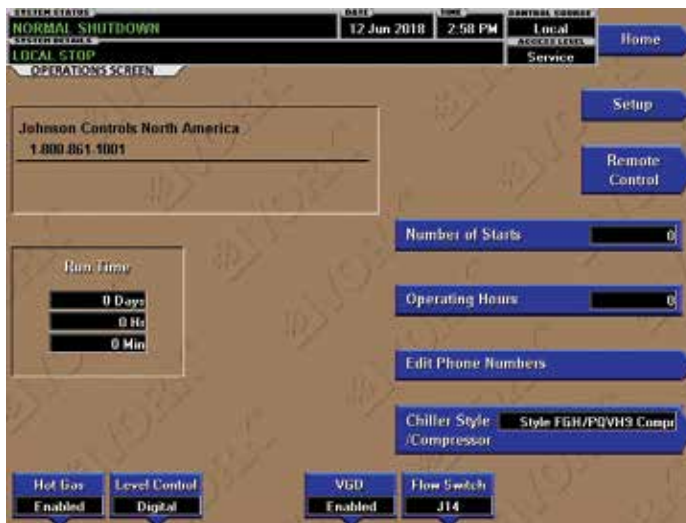 SYSTEM STATUS
NORMAL SHUTDOWN
SYSTEM DETAILS
LOCAL STOP
DATE
12 Jun 2018
TIME
2:58 PM
CONTROL SOURCE
Local
ACCESS LEVEL
Service
Home
OPERATIONS SCREEN
Setup
Johnson Controls North America
1.800.861.1001
Remote
Control
Number of Starts 0
Run Time
0 Days
0 Hr
0 Min
Operating Hours 0
Edit Phone Numbers
Chiller Style
/Compressor
Style FGH/PQVH9 Compr
Hot Gas
Enabled
Level Control
Digital
VGD
Enabled
Flow Switch
J14
YORK